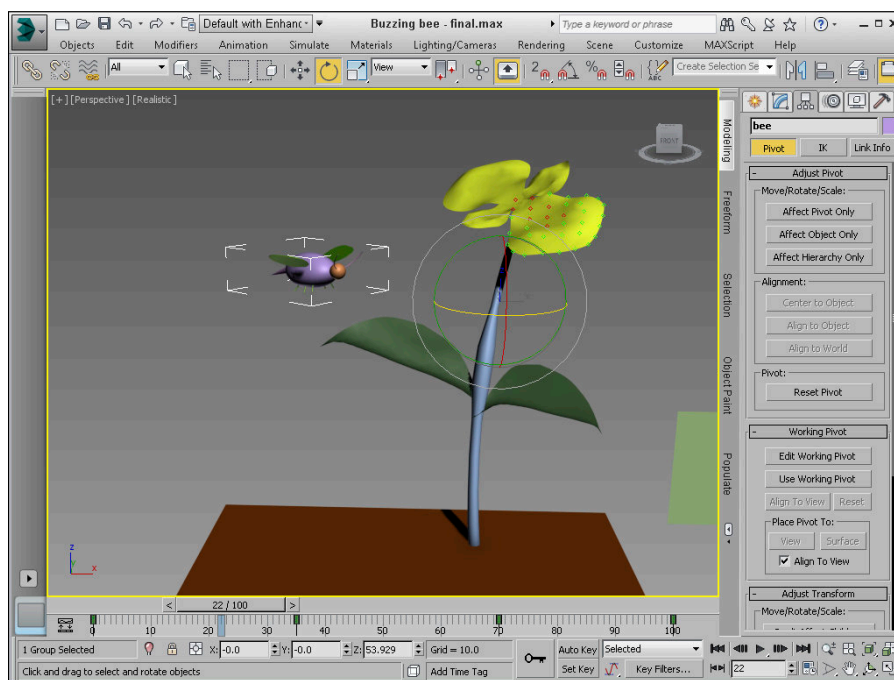 Default with Enhanc
Buzzing bee - final.max
Type a keyword or phrase
Objects Edit Modifiers Animation Simulate Materials Lighting/Cameras Rendering Scene Customize MAXScript Help
All View 2 % ABC Create Selection Se
[+] [Perspective] [Realistic]
Modeling
Freeform
Selection
Object Paint
Populate
bee
Pivot IK Link Info
- Adjust Pivot
Move/Rotate/Scale:
Affect Pivot Only
Affect Object Only
Affect Hierarchy Only
Alignment:
Center to Object
Align to Object
Align to World
Pivot:
Reset Pivot
- Working Pivot
Edit Working Pivot
Use Working Pivot
Align To View Reset
Place Pivot To:
View Surface
Align To View
- Adjust Transform
Move/Rotate/Scale:
z
x
< 22 / 100 >
0 10 20 30 40 50 60 70 80 90 100
1 Group Selected X: -0.0 Y: -0.0 Z: 53.929 Grid = 10.0 Auto Key Selected
Click and drag to select and rotate objects Add Time Tag Set Key Key Filters... 22